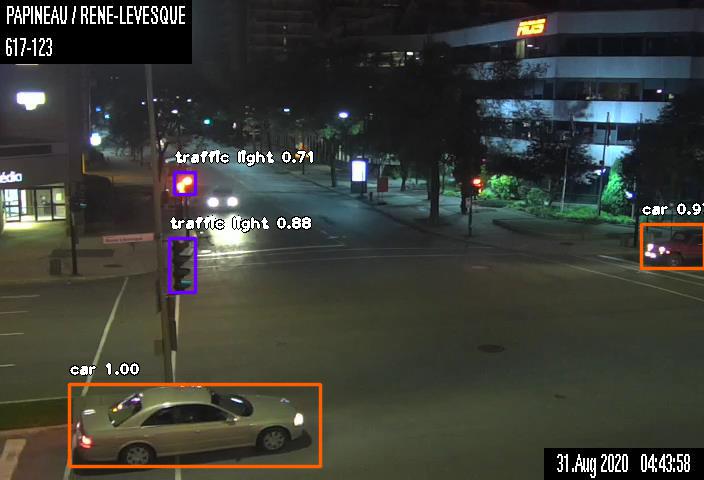 PAPINEAU / RENE-LEVESQUE
617-123
traffic light 0.71
traffic light 0.88
car 0.97
car 1.00
31.Aug 2020 04:43:58